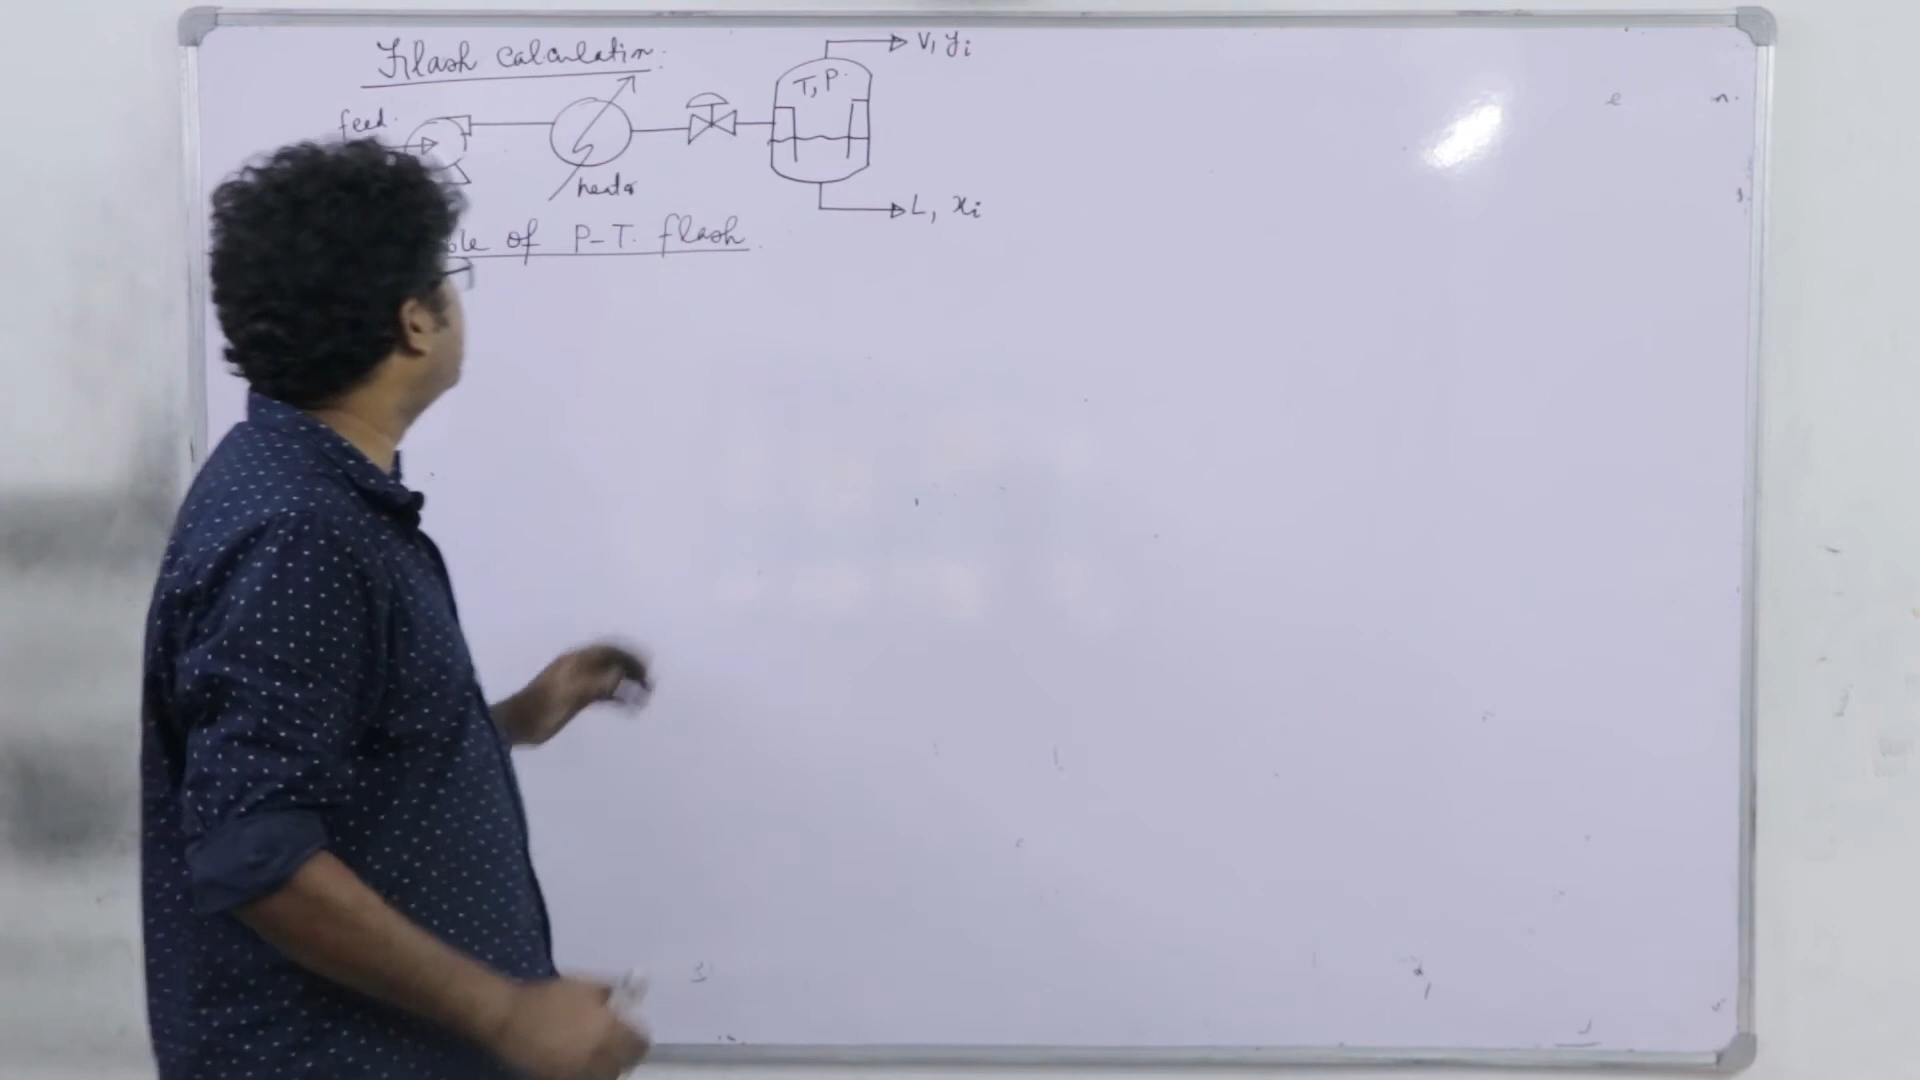 Flash Calculation.
V, yi
T, P.
feed.
heater
L, xi
of P-T. flash.